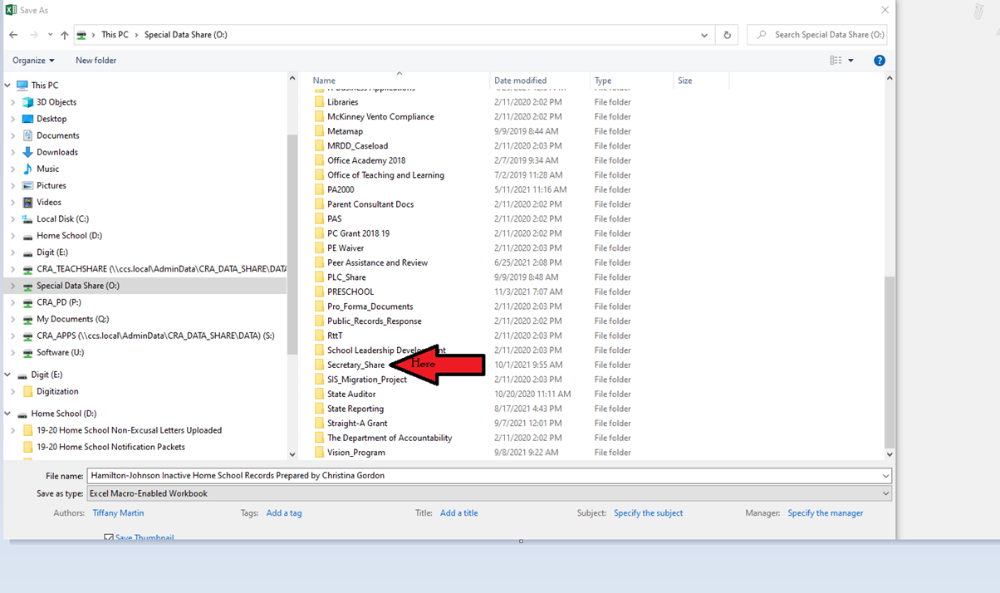 Save As
This PC > Special Data Share (O:)
Search Special Data Share (O:)
Organize
New folder
This PC
3D Objects
Desktop
Documents
Downloads
Music
Pictures
Videos
Local Disk (C:)
Home School (D:)
Digit (E:)
CRA_TEACHSHARE (\\ccs.local\AdminData\CRA_DATA_SHARE\DATA
Special Data Share (O:)
CRA_PD (P:)
My Documents (Q:)
CRA_APPS (\\ccs.local\AdminData\CRA_DATA_SHARE\DATA) (S:)
Software (U:)
Digit (E:)
Digitization
Home School (D:)
19-20 Home School Non-Excusal Letters Uploaded
19-20 Home School Notification Packets
Name Date modified Type Size
Business Applications
Libraries 2/11/2020 2:02 PM File folder
McKinney Vento Compliance 2/11/2020 2:02 PM File folder
Metamap 9/9/2019 8:44 AM File folder
MRDD_Caseload 2/11/2020 2:03 PM File folder
Office Academy 2018 2/7/2019 9:34 AM File folder
Office of Teaching and Learning 7/2/2019 11:28 AM File folder
PA2000 5/11/2021 11:16 AM File folder
Parent Consultant Docs 2/11/2020 2:02 PM File folder
PAS 2/11/2020 2:02 PM File folder
PC Grant 2018 19 2/11/2020 2:02 PM File folder
PE Waiver 2/11/2020 2:03 PM File folder
Peer Assistance and Review 6/25/2021 2:08 PM File folder
PLC_Share 9/9/2019 8:48 AM File folder
PRESCHOOL 11/3/2021 7:07 AM File folder
Pro_Forma_Documents 2/11/2020 2:03 PM File folder
Public_Records_Response 2/11/2020 2:02 PM File folder
RttT 2/11/2020 2:03 PM File folder
School Leadership Development 2/11/2020 2:03 PM File folder
Secretary_Share Here 10/1/2021 9:55 AM File folder
SIS_Migration_Project 2/11/2020 2:03 PM File folder
State Auditor 10/20/2020 11:11 AM File folder
State Reporting 8/17/2021 4:43 PM File folder
Straight-A Grant 9/7/2021 12:01 PM File folder
The Department of Accountability 2/11/2020 2:02 PM File folder
Vision_Program 9/8/2021 9:22 AM File folder
File name: Hamilton-Johnson Inactive Home School Records Prepared by Christina Gordon
Save as type: Excel Macro-Enabled Workbook
Authors: Tiffany Martin Tags: Add a tag Title: Add a title Subject: Specify the subject Manager: Specify the manager
Save Thumbnail